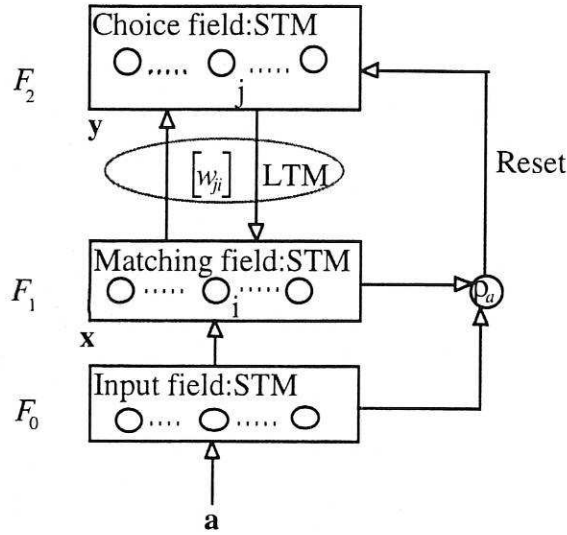 Choice field:STM
F2
j
y
[wji] LTM
Reset
Matching field:STM
F1
i
ρa
x
Input field:STM
F0
a